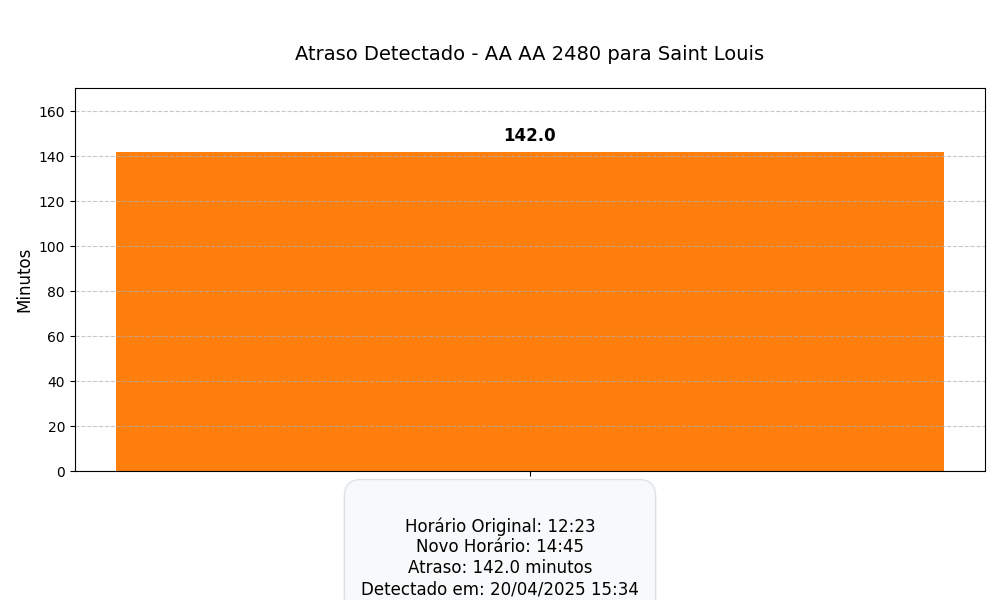 Atraso Detectado - AA AA 2480 para Saint Louis
160
142.0
140
120
100
80
60
40
20
0
Minutos
Horário Original: 12:23
Novo Horário: 14:45
Atraso: 142.0 minutos
Detectado em: 20/04/2025 15:34